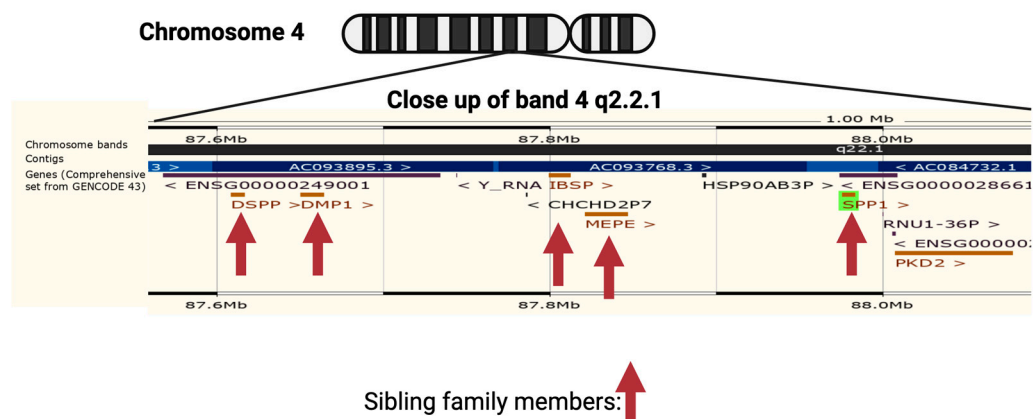 Chromosome 4
Close up of band 4 q2.2.1
1.00 Mb
87.6Mb 87.8Mb 88.0Mb
Chromosome bands q22.1
Contigs 3 > AC093895.3 > AC093768.3 > < AC084732.1
Genes (Comprehensive
set from GENCODE 43)
< ENSG00000249001 < Y_RNA IBSP > HSP90AB3P > < ENSG0000028661
DSPP > DMP1 > < CHCHD2P7 SPP1 >
MEPE > RNU1-36P >
< ENSG000002
PKD2 >
87.6Mb 87.8Mb 88.0Mb
Sibling family members: